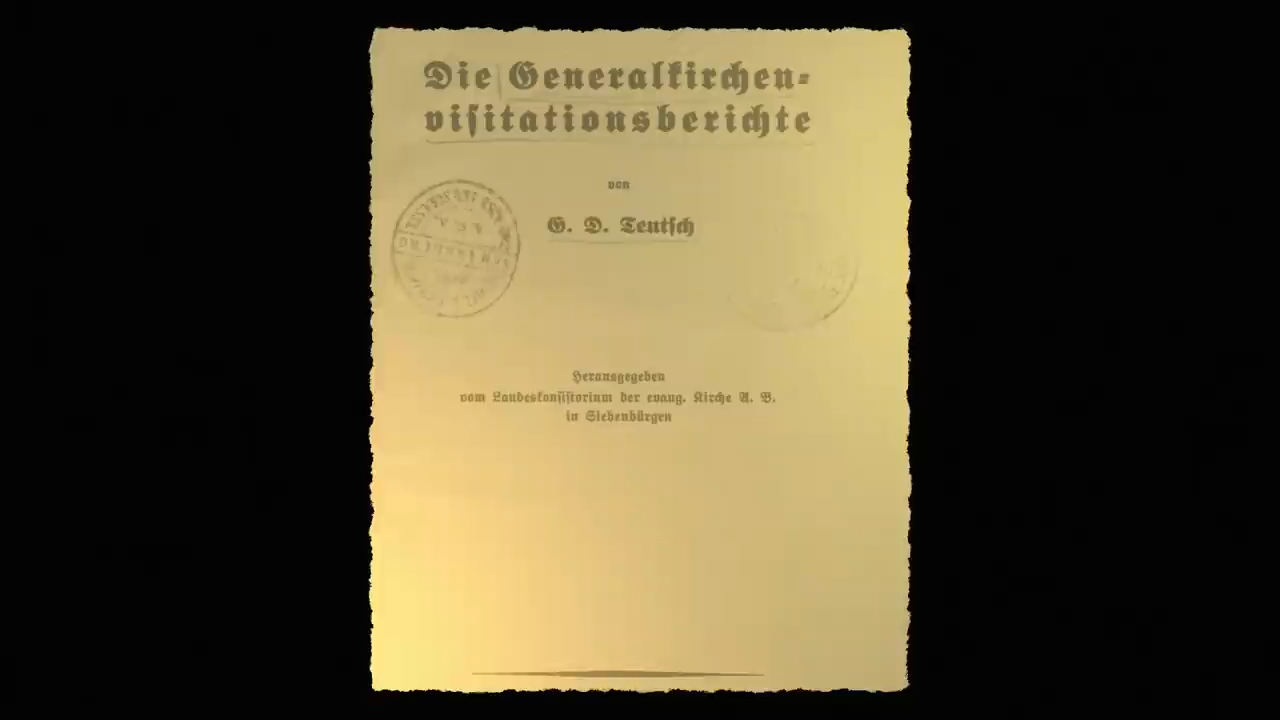 Die Generalkirchen-
visitationsberichte
von
G. D. Teutsch
Herausgegeben
vom Landeskonsistorium der evang. Kirche A. B.
in Siebenbürgen